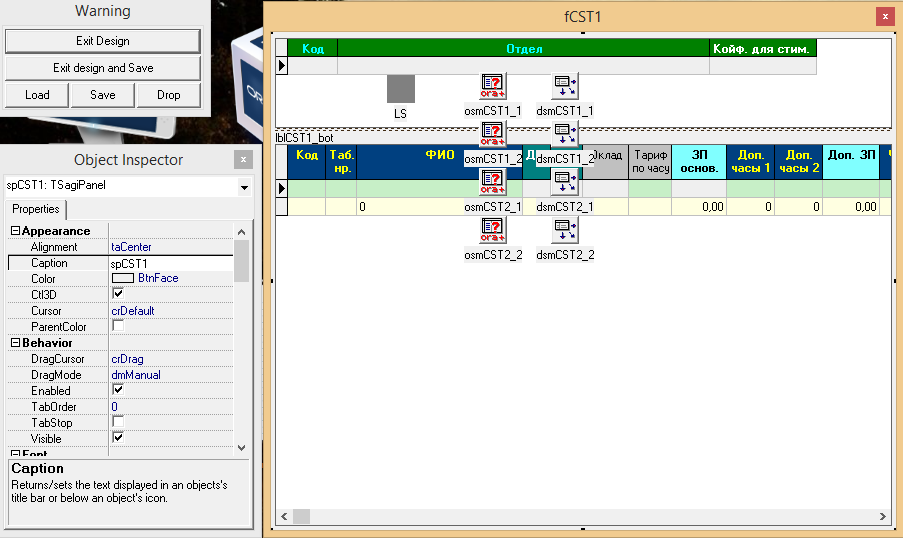 Warning
Exit Design
Exit design and Save
Load Save Drop
Object Inspector
spCST1: TSagiPanel
Properties
Appearance
Alignment taCenter
Caption spCST1
Color BtnFace
Ctl3D
Cursor crDefault
ParentColor
Behavior
DragCursor crDrag
DragMode dmManual
Enabled
TabOrder 0
TabStop
Visible
Font
Caption
Returns/sets the text displayed in an objects's
title bar or below an object's icon.
fCST1
Код Отдел Койф. для стим.
LS
osmCST1_1 dsmCST1_1
lblCST1_bot
osmCST1_2 dsmCST1_2
Код Таб. нр. ФИО Оклад Тариф по часу ЗП основ. Доп. часы 1 Доп. часы 2 Доп. ЗП
osmCST2_1 dsmCST2_1
0 0,00 0 0 0,00
osmCST2_2 dsmCST2_2